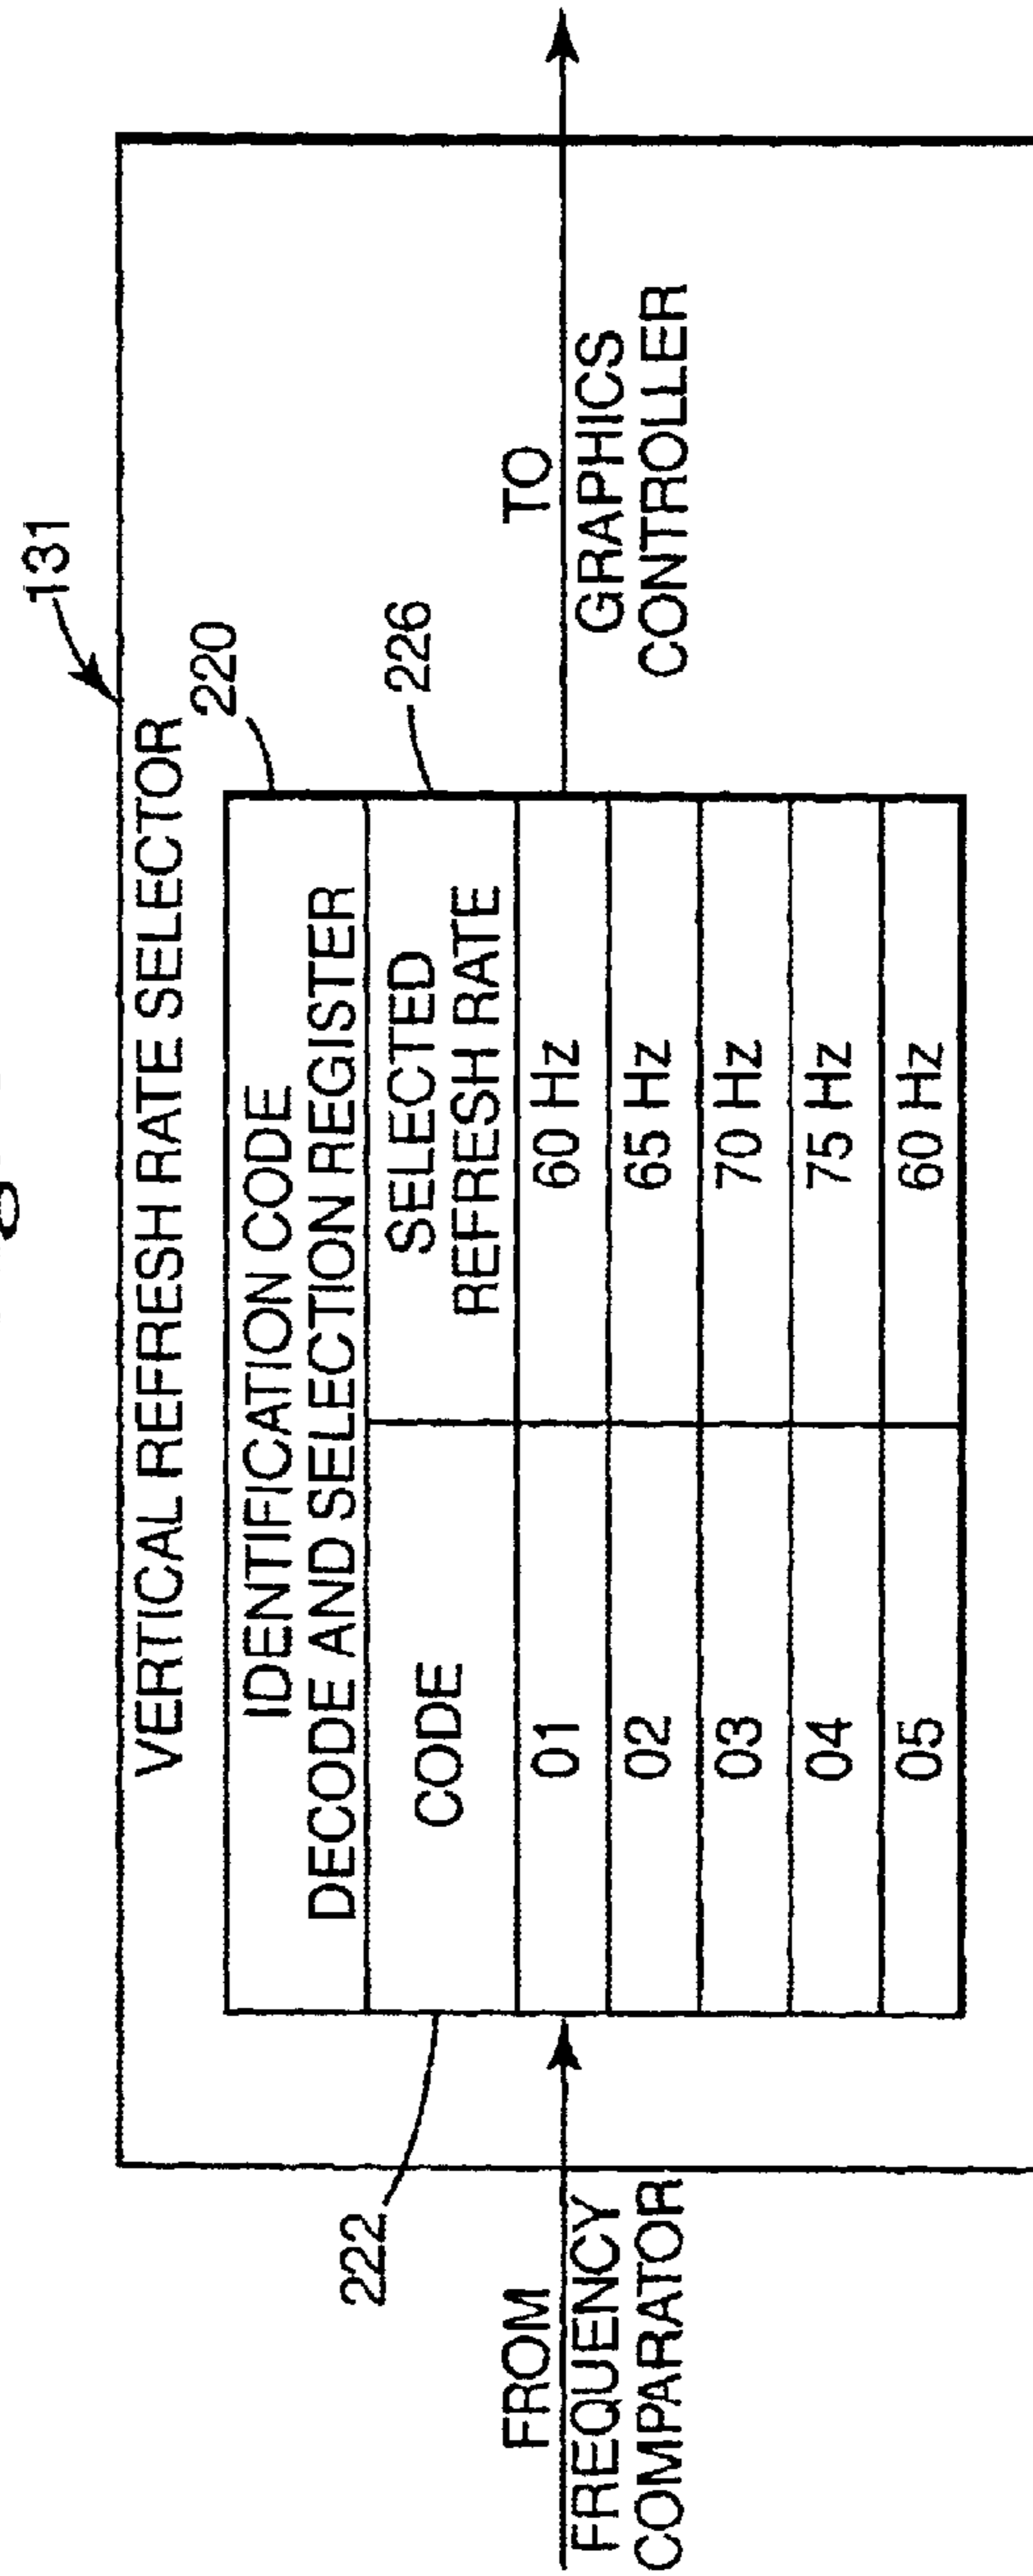 131
VERTICAL REFRESH RATE SELECTOR
220
IDENTIFICATION CODE
DECODE AND SELECTION REGISTER
222
226
CODE
SELECTED
REFRESH RATE
01 60 Hz
02 65 Hz
03 70 Hz
04 75 Hz
05 60 Hz
FROM
FREQUENCY
COMPARATOR
TO
GRAPHICS
CONTROLLER